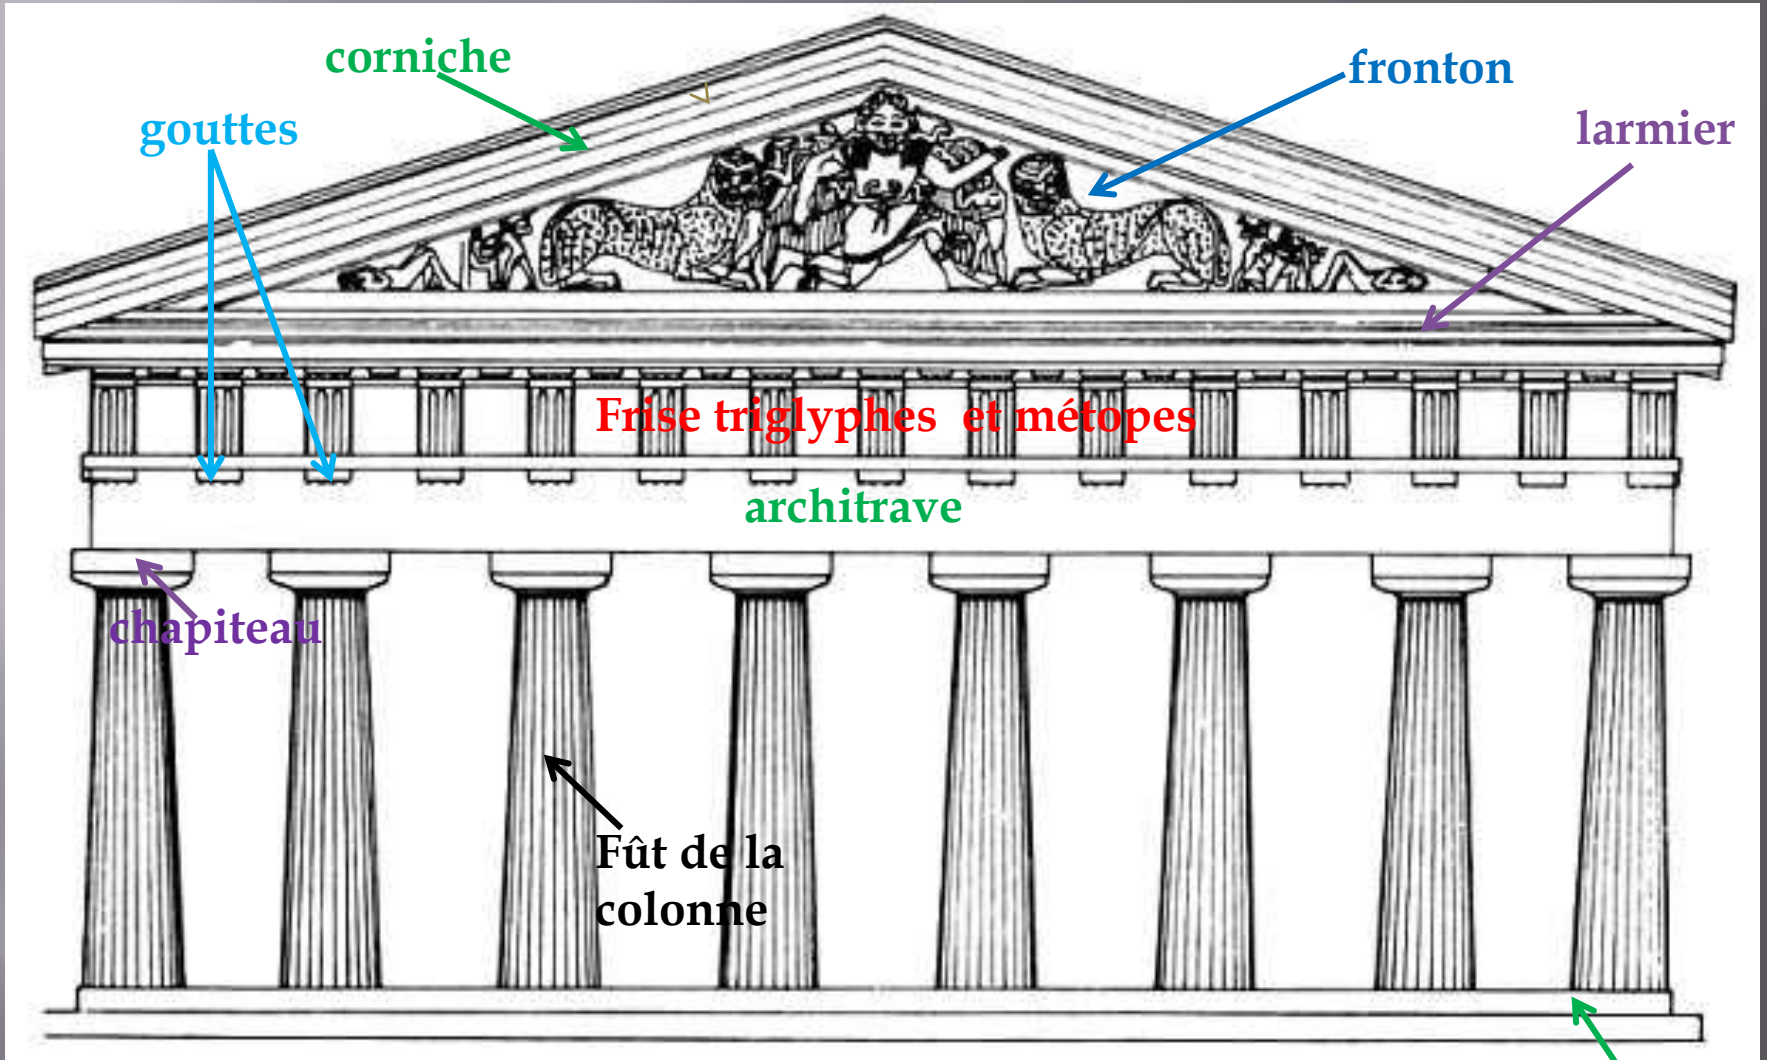 corniche
fronton
gouttes
larmier
Frise triglyphes et métopes
architrave
chapiteau
Fût de la
colonne